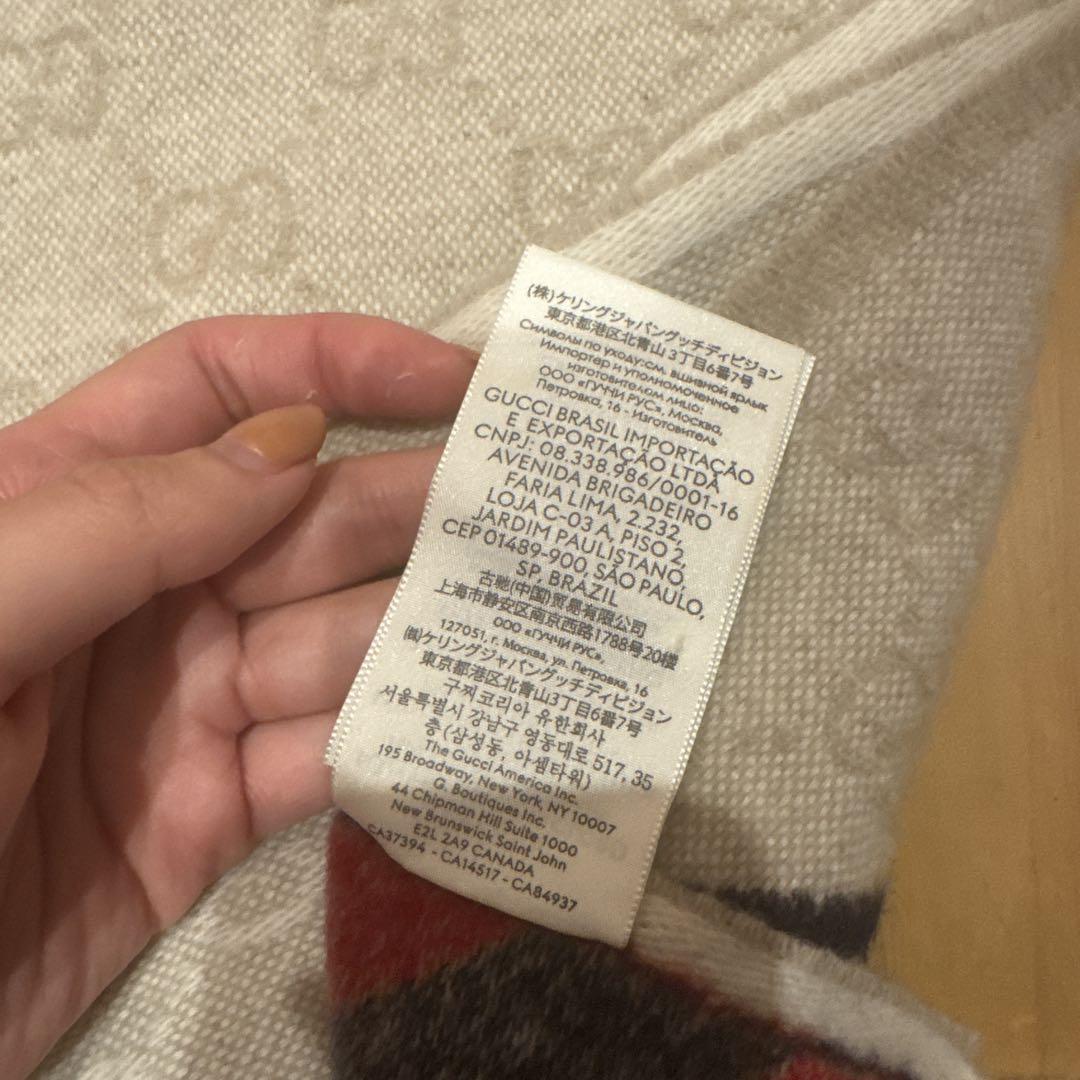 (株)ケリングジャパングッチディビジョン
東京都港区北青山 3丁目6番7号
Символы по уходу:см. вшивной ярлык
Импортер и уполномоченное
изготовителем лицо:
ООО «ГУЧЧИ РУС», Москва,
Петровка, 16 - Изготовитель
GUCCI BRASIL IMPORTAÇÃO
E EXPORTAÇÃO LTDA
CNPJ: 08.338.986/0001-16
AVENIDA BRIGADEIRO
FARIA LIMA, 2.232,
LOJA C-03 A, PISO 2,
JARDIM PAULISTANO,
CEP 01489-900, SÃO PAULO,
SP, BRAZIL
古驰(中国)贸易有限公司
上海市静安区南京西路1788号20楼
ООО «ГУЧЧИ РУС»,
127051, г. Москва, ул. Петровка, 16
(株)ケリングジャパングッチディビジョン
東京都港区北青山3丁目6番7号
구찌코리아 유한회사
서울특별시 강남구 영동대로 517, 35
층(삼성동, 아셈타워)
The Gucci America Inc.
195 Broadway, New York, NY 10007
G. Boutiques Inc.
44 Chipman Hill Suite 1000
New Brunswick Saint John
E2L 2A9 CANADA
CA37394 - CA14517 - CA84937